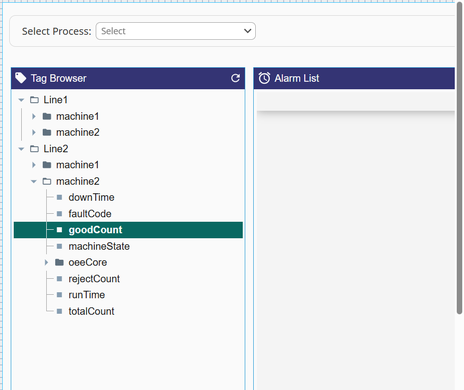 Select Process: Select
Tag Browser
Alarm List
Line1
machine1
machine2
Line2
machine1
machine2
downTime
faultCode
goodCount
machineState
oeeCore
rejectCount
runTime
totalCount